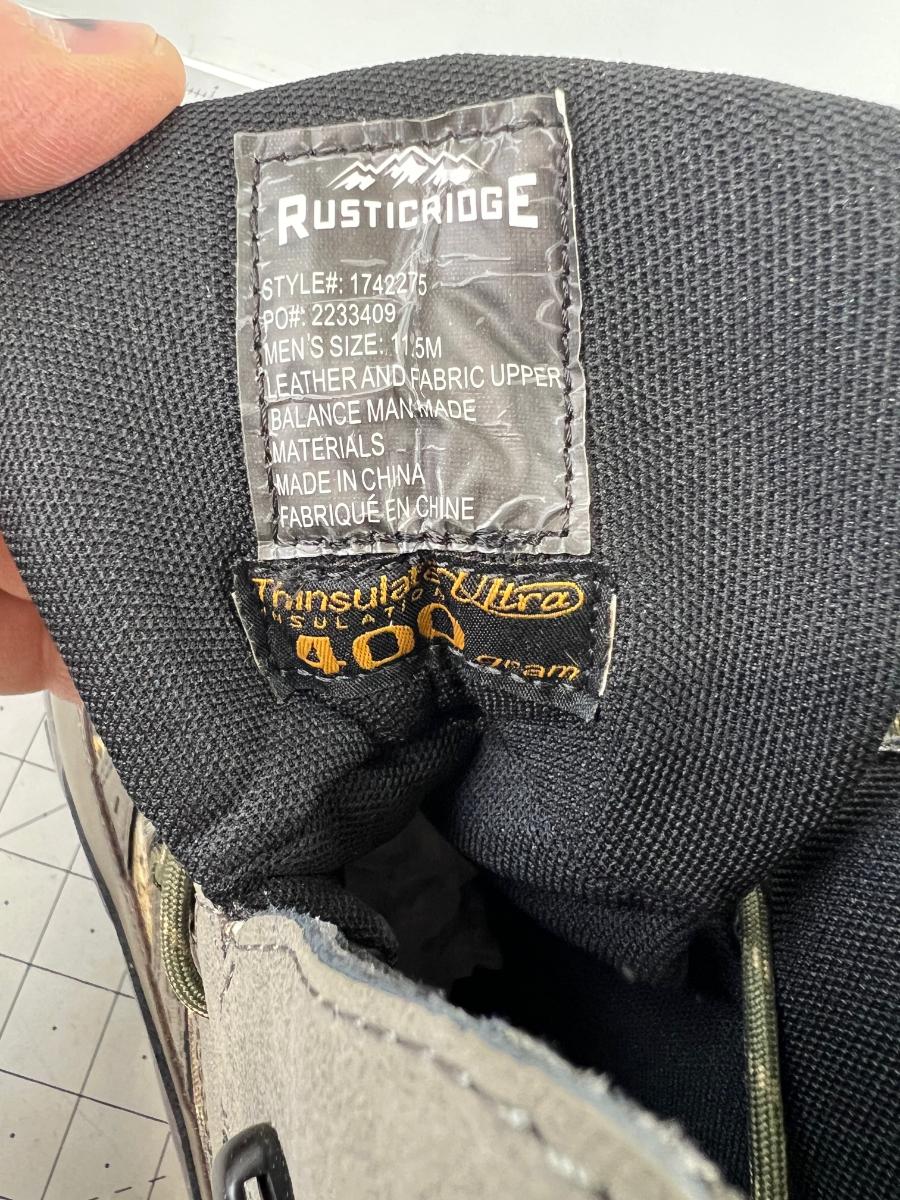 RUSTICRIDGE
STYLE#: 1742275
PO#: 2233409
MEN'S SIZE: 11.5M
LEATHER AND FABRIC UPPER
BALANCE MAN MADE
MATERIALS
MADE IN CHINA
FABRIQUÉ EN CHINE
Thinsulate Ultra
INSULATION
400 gram